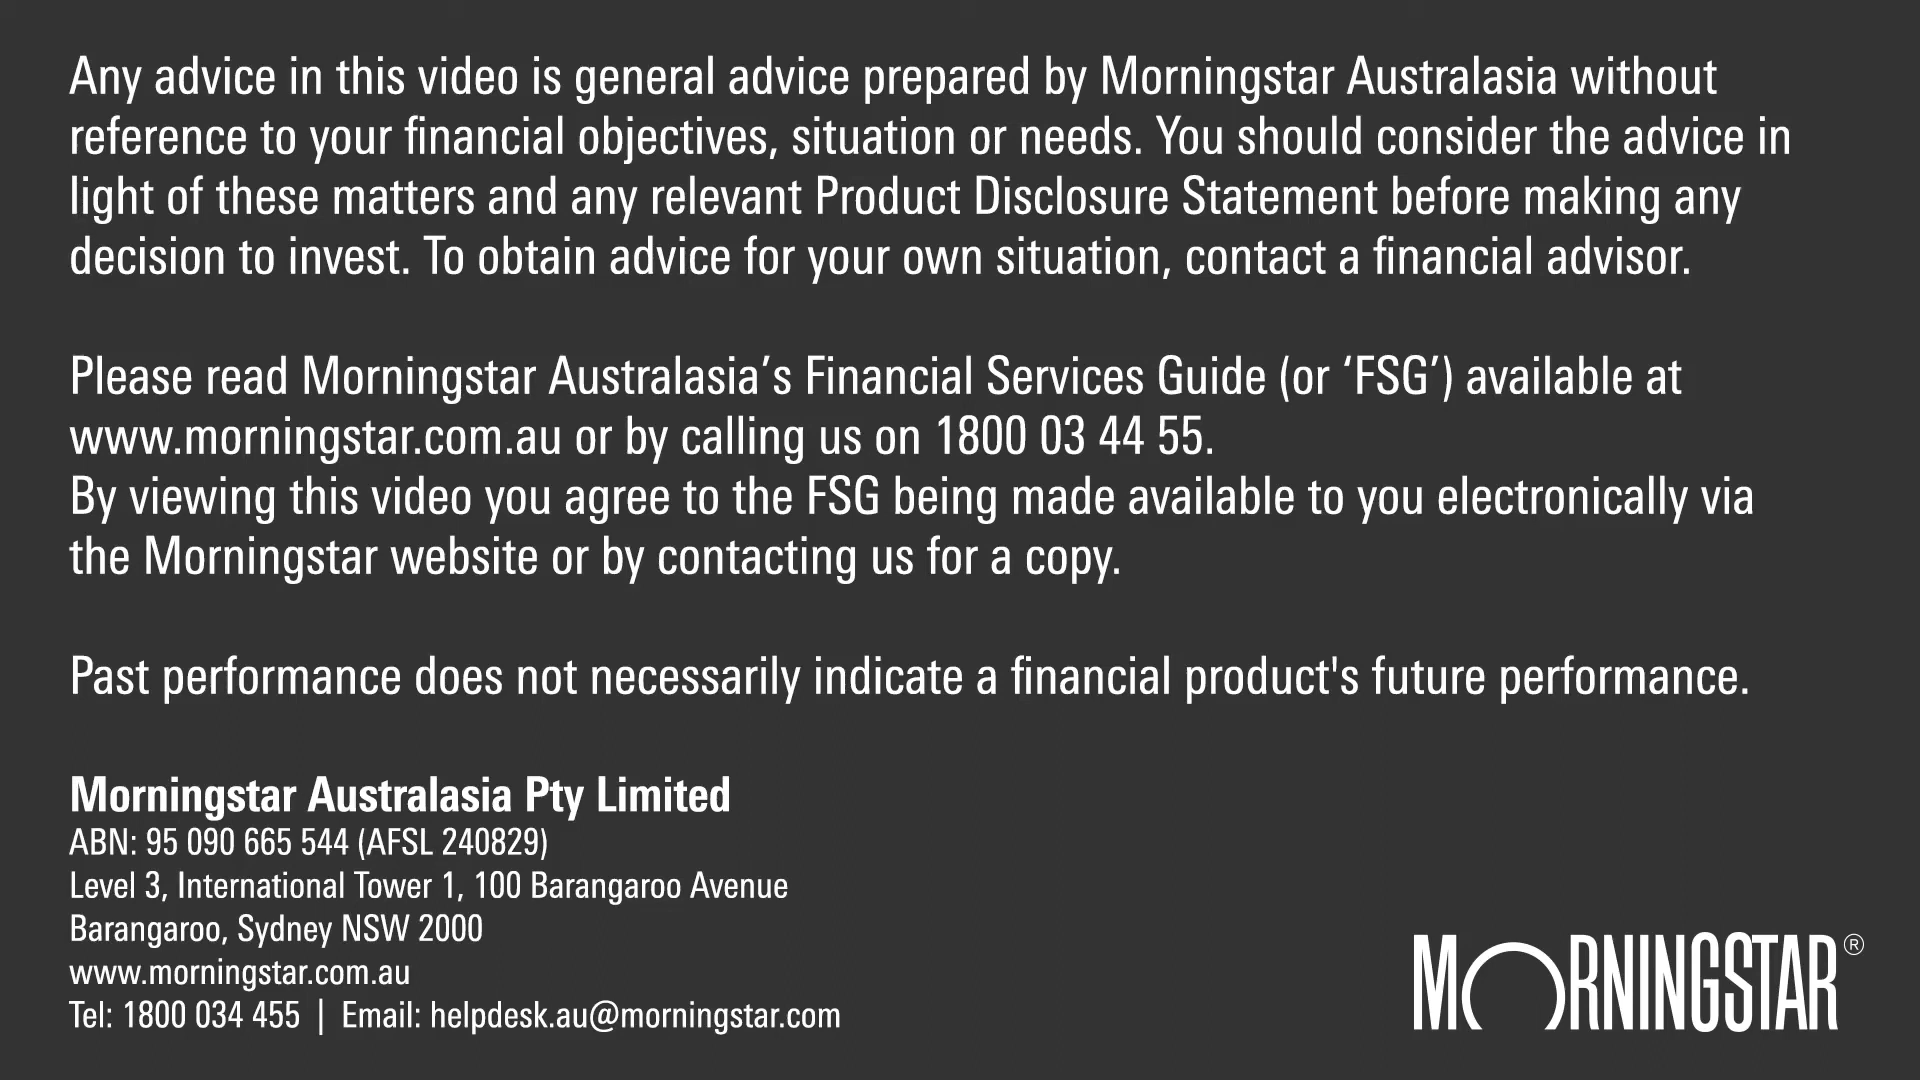 Any advice in this video is general advice prepared by Morningstar Australasia without
reference to your financial objectives, situation or needs. You should consider the advice in
light of these matters and any relevant Product Disclosure Statement before making any
decision to invest. To obtain advice for your own situation, contact a financial advisor.
Please read Morningstar Australasia’s Financial Services Guide (or ‘FSG’) available at
www.morningstar.com.au or by calling us on 1800 03 44 55.
By viewing this video you agree to the FSG being made available to you electronically via
the Morningstar website or by contacting us for a copy.
Past performance does not necessarily indicate a financial product's future performance.
Morningstar Australasia Pty Limited
ABN: 95 090 665 544 (AFSL 240829)
Level 3, International Tower 1, 100 Barangaroo Avenue
Barangaroo, Sydney NSW 2000
www.morningstar.com.au
Tel: 1800 034 455 | Email: helpdesk.au@morningstar.com
MORNINGSTAR®